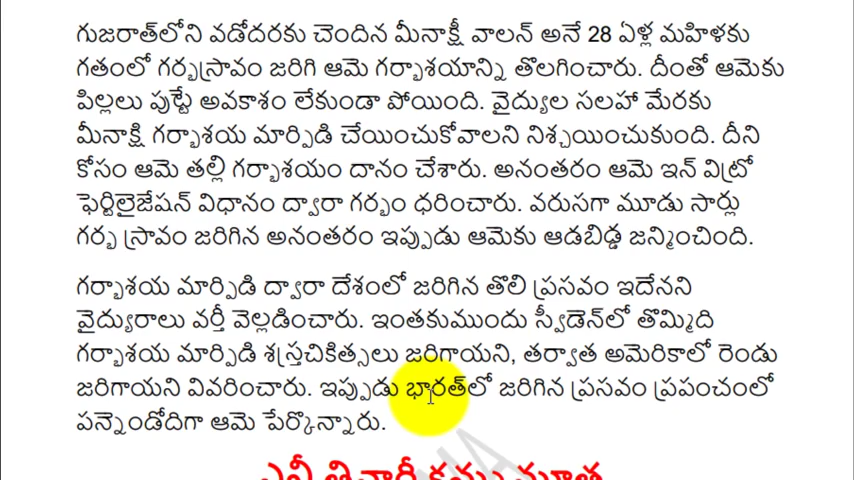 గుజరాత్‌లోని వడోదరకు చెందిన మీనాక్షీ వాలన్ అనే 28 ఏళ్ల మహిళకు
గతంలో గర్భస్రావం జరిగి ఆమె గర్భాశయాన్ని తొలగించారు. దీంతో ఆమెకు
పిల్లలు పుట్టే అవకాశం లేకుండా పోయింది. వైద్యుల సలహా మేరకు
మీనాక్షి గర్భాశయ మార్పిడి చేయించుకోవాలని నిశ్చయించుకుంది. దీని
కోసం ఆమె తల్లి గర్భాశయం దానం చేశారు. అనంతరం ఆమె ఇన్ విట్రో
ఫెర్టిలైజేషన్ విధానం ద్వారా గర్భం ధరించారు. వరుసగా మూడు సార్లు
గర్భ స్రావం జరిగిన అనంతరం ఇప్పుడు ఆమెకు ఆడబిడ్డ జన్మించింది.
గర్భాశయ మార్పిడి ద్వారా దేశంలో జరిగిన తొలి ప్రసవం ఇదేనని
వైద్యురాలు వర్తీ వెల్లడించారు. ఇంతకుముందు స్వీడెన్‌లో తొమ్మిది
గర్భాశయ మార్పిడి శస్త్రచికిత్సలు జరిగాయని, తర్వాత అమెరికాలో రెండు
జరిగాయని వివరించారు. ఇప్పుడు భారత్‌లో జరిగిన ప్రసవం ప్రపంచంలో
పన్నెండోదిగా ఆమె పేర్కొన్నారు.